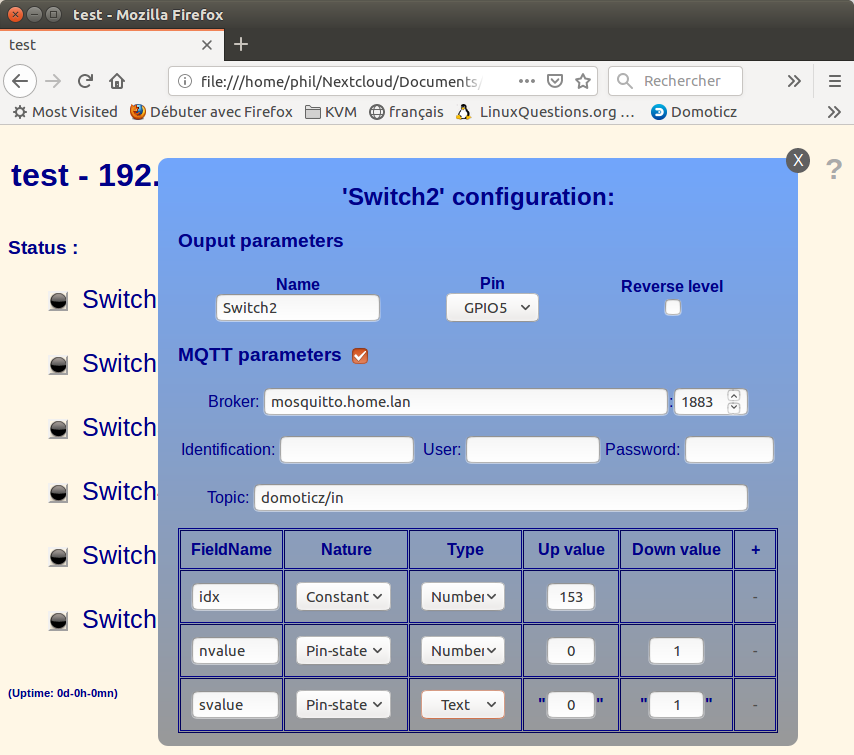 test - Mozilla Firefox
test
file:///home/phil/Nextcloud/Documents/
Rechercher
Most Visited Débuter avec Firefox KVM français LinuxQuestions.org ... Domoticz
X
?
test - 192.
'Switch2' configuration:
Ouput parameters
Status :
Name Pin Reverse level
Switch2 GPIO5
Switch
MQTT parameters
Switch
Broker: mosquitto.home.lan : 1883
Switch
Identification: User: Password:
Switch
Topic: domoticz/in
FieldName Nature Type Up value Down value +
Switch
idx Constant Number 153 -
Switch
nvalue Pin-state Number 0 1 -
(Uptime: 0d-0h-0mn)
svalue Pin-state Text "0" "1" -